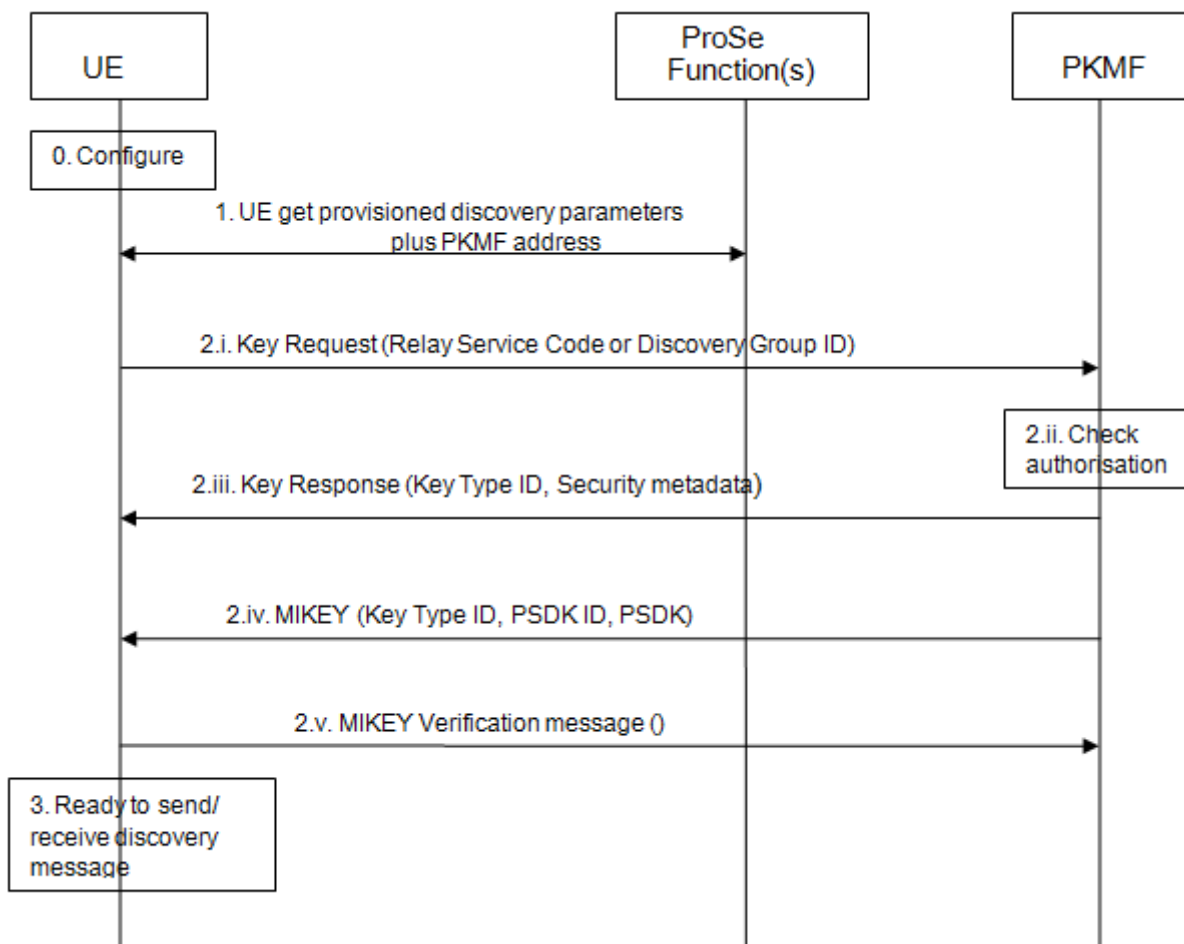 UE
ProSe
Function(s)
PKMF
0. Configure
1. UE get provisioned discovery parameters
plus PKMF address
2.i. Key Request (Relay Service Code or Discovery Group ID)
2.ii. Check
authorisation
2.iii. Key Response (Key Type ID, Security metadata)
2.iv. MIKEY (Key Type ID, PSDK ID, PSDK)
2.v. MIKEY Verification message ()
3. Ready to send/
receive discovery
message